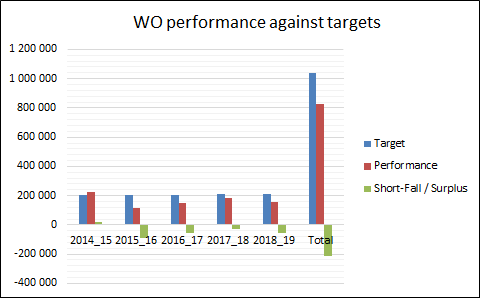 WO performance against targets
1 200 000
1 000 000
800 000
600 000
400 000
200 000
0
-200 000
-400 000
2014_15 2015_16 2016_17 2017_18 2018_19 Total
Target
Performance
Short-Fall / Surplus